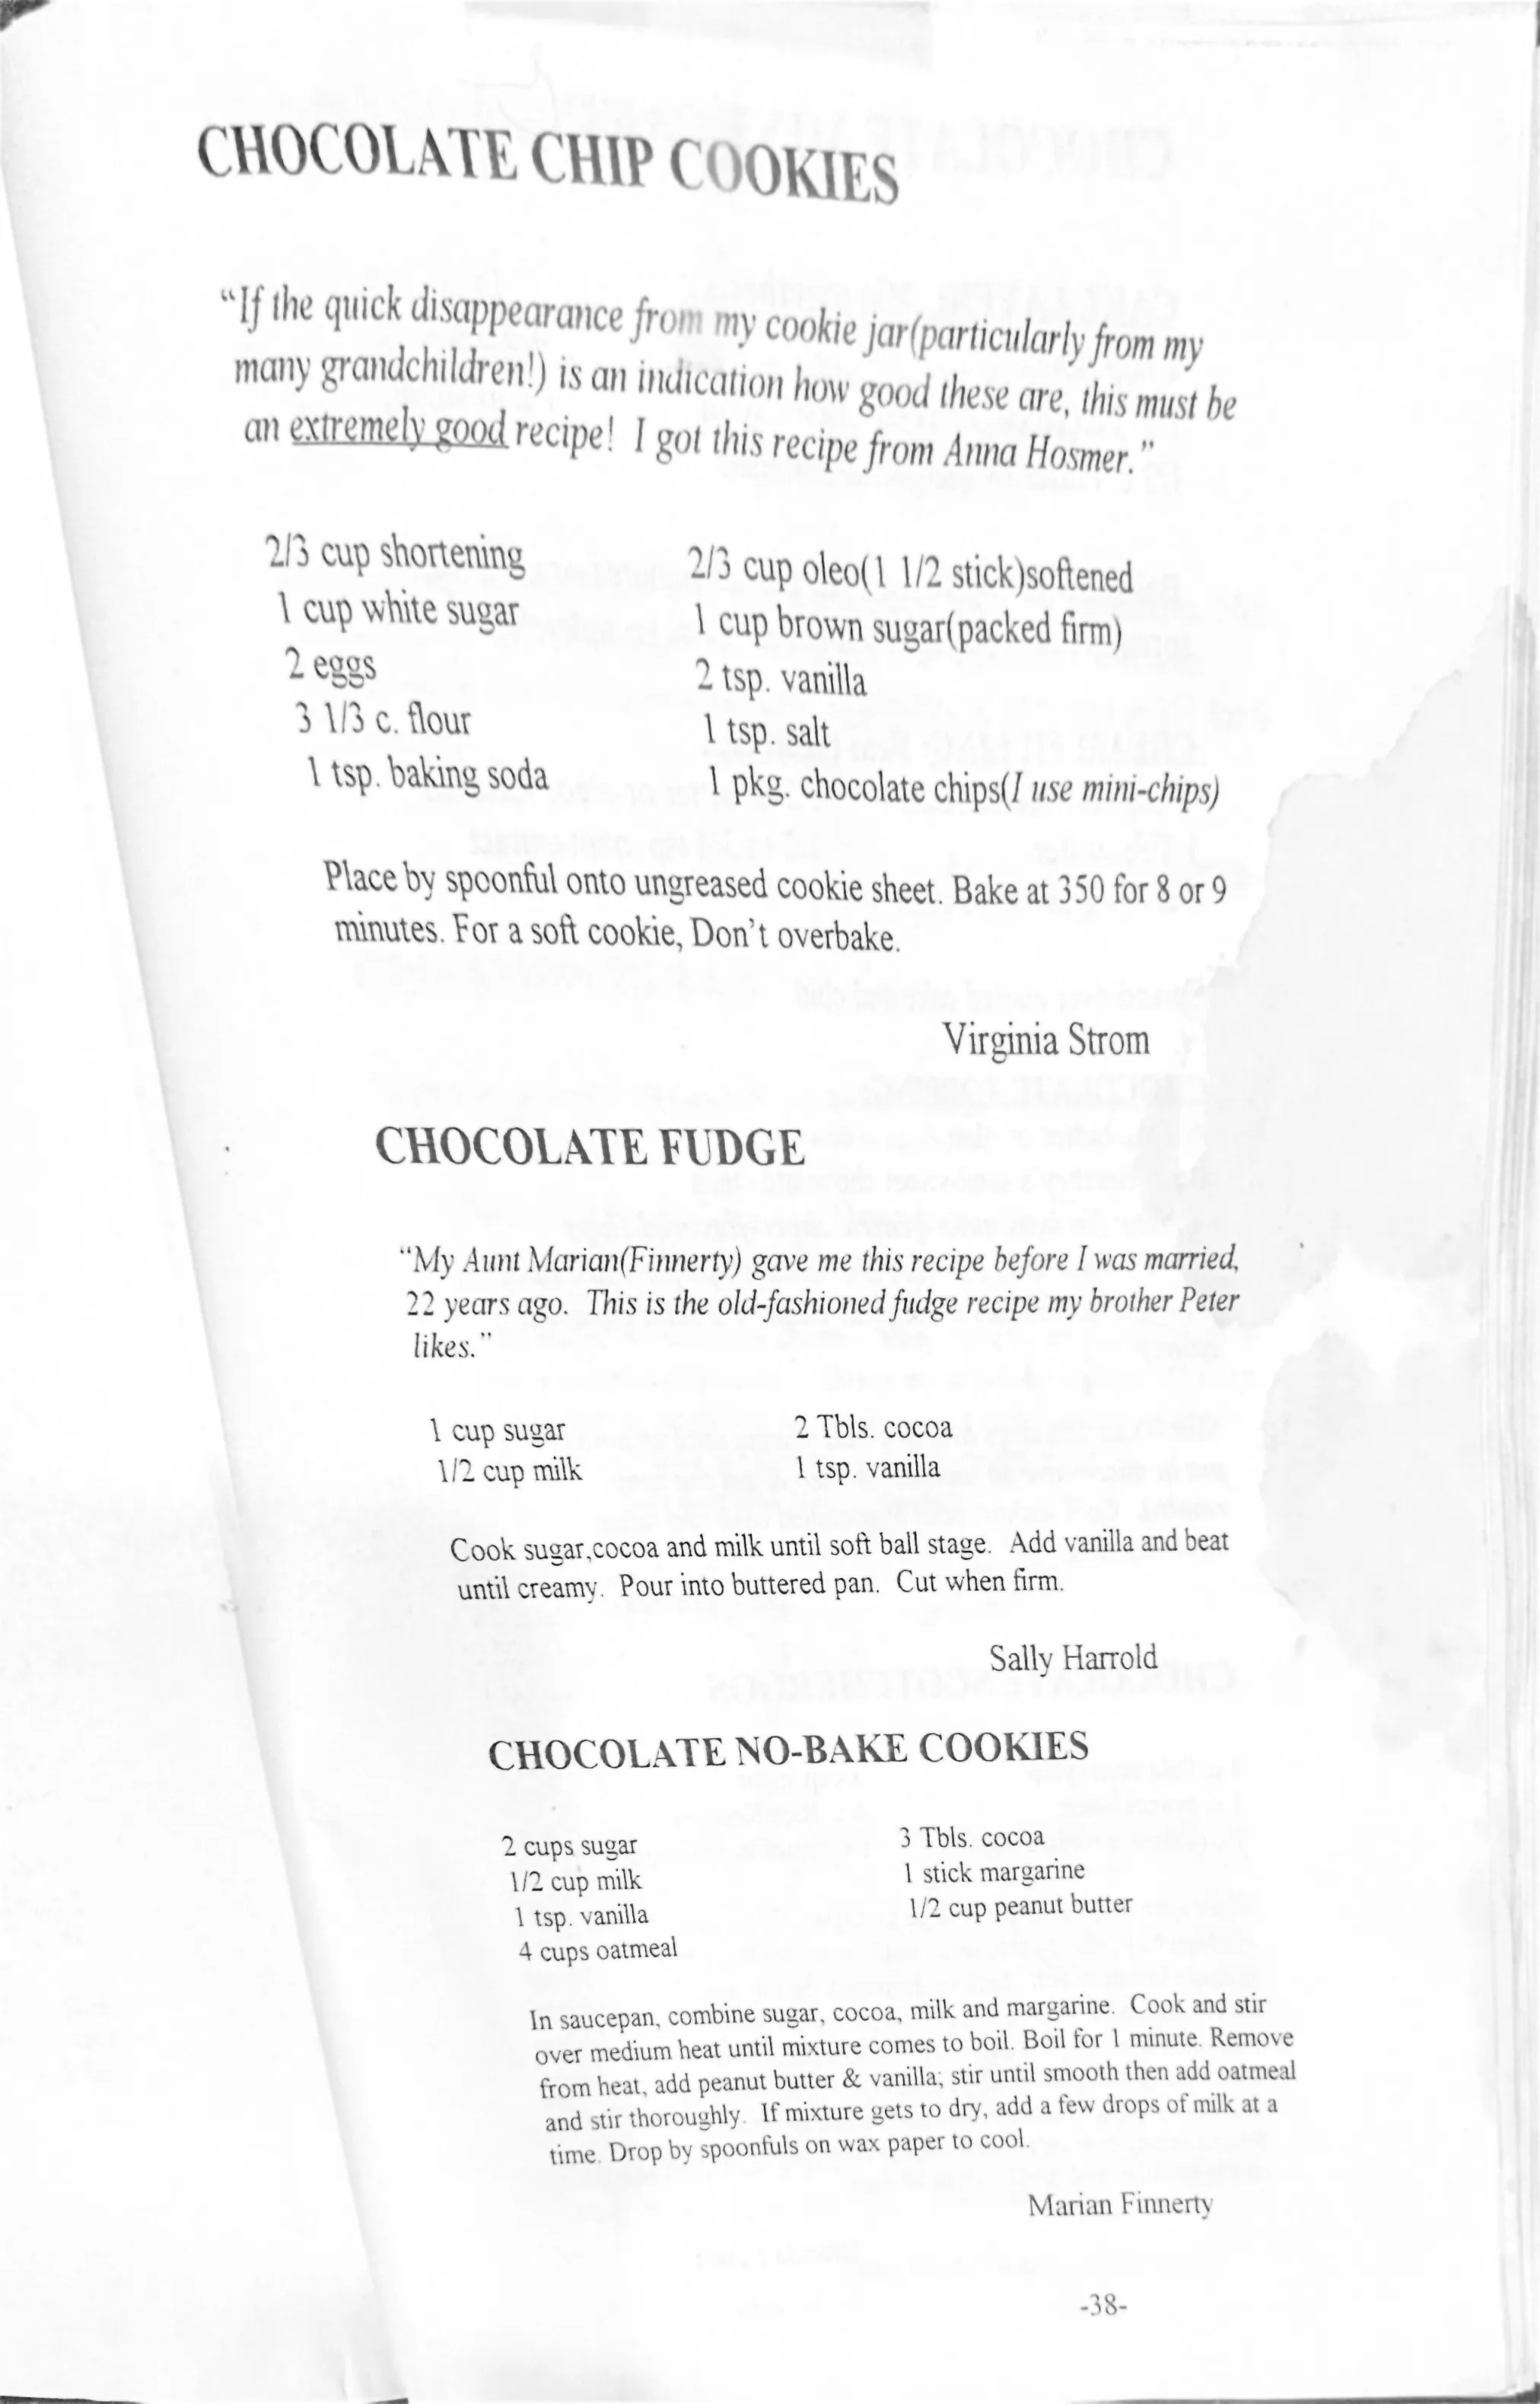 CHOCOLATE CHIP COOKIES
“If the quick disappearance from my cookie jar(particularly from my
many grandchildren!) is an indication how good these are, this must be
an extremely good recipe! I got this recipe from Anna Hosmer.”
2/3 cup shortening 2/3 cup oleo(1 1/2 stick)softened
1 cup white sugar 1 cup brown sugar(packed firm)
2 eggs 2 tsp. vanilla
3 1/3 c. flour 1 tsp. salt
1 tsp. baking soda 1 pkg. chocolate chips(I use mini-chips)
Place by spoonful onto ungreased cookie sheet. Bake at 350 for 8 or 9
minutes. For a soft cookie, Don't overbake.
Virginia Strom
CHOCOLATE FUDGE
“My Aunt Marian(Finnerty) gave me this recipe before I was married,
22 years ago. This is the old-fashioned fudge recipe my brother Peter
likes.”
1 cup sugar 2 Tbls. cocoa
1/2 cup milk 1 tsp. vanilla
Cook sugar,cocoa and milk until soft ball stage. Add vanilla and beat
until creamy. Pour into buttered pan. Cut when firm.
Sally Harrold
CHOCOLATE NO-BAKE COOKIES
2 cups sugar 3 Tbls. cocoa
1/2 cup milk 1 stick margarine
1 tsp. vanilla 1/2 cup peanut butter
4 cups oatmeal
In saucepan, combine sugar, cocoa, milk and margarine. Cook and stir
over medium heat until mixture comes to boil. Boil for 1 minute. Remove
from heat, add peanut butter & vanilla; stir until smooth then add oatmeal
and stir thoroughly. If mixture gets to dry, add a few drops of milk at a
time. Drop by spoonfuls on wax paper to cool.
Marian Finnerty
-38-